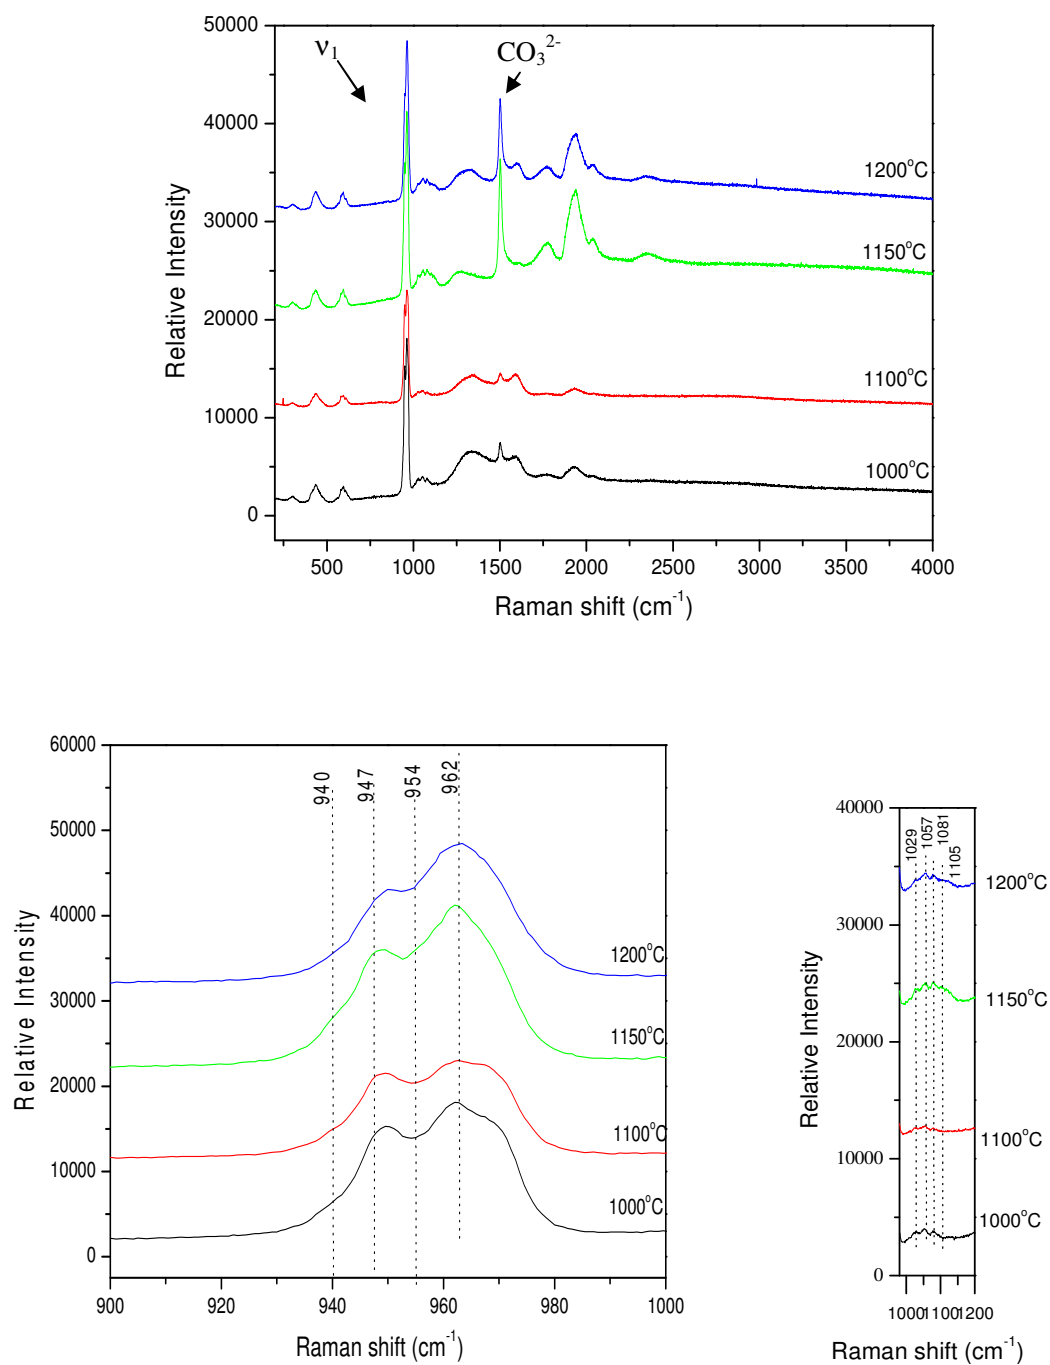 50000
40000
30000
20000
10000
0
Relative Intensity
ν₁
CO₃²⁻
1200°C
1150°C
1100°C
1000°C
500 1000 1500 2000 2500 3000 3500 4000
Raman shift (cm⁻¹)
60000
50000
40000
30000
20000
10000
0
Relative Intensity
940 947 954 962
1200°C
1150°C
1100°C
1000°C
900 920 940 960 980 1000
Raman shift (cm⁻¹)
40000
30000
20000
10000
0
Relative Intensity
1029 1057 1081 1105
1200°C
1150°C
1100°C
1000°C
1000 1100 1200
Raman shift (cm⁻¹)